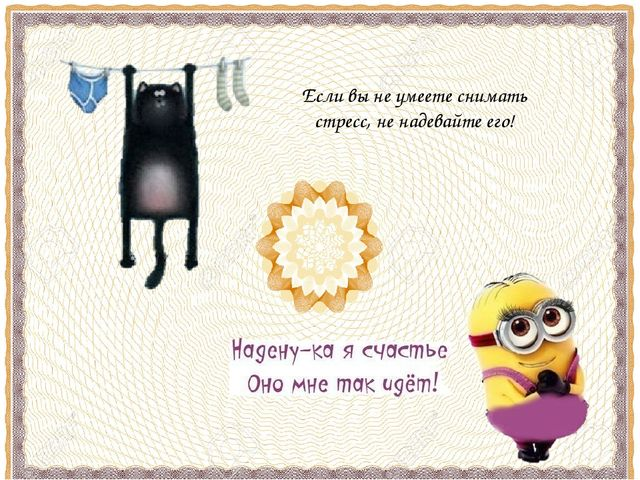 Если вы не умеете снимать
стресс, не надевайте его!
Надену-ка я счастье
Оно мне так идёт!